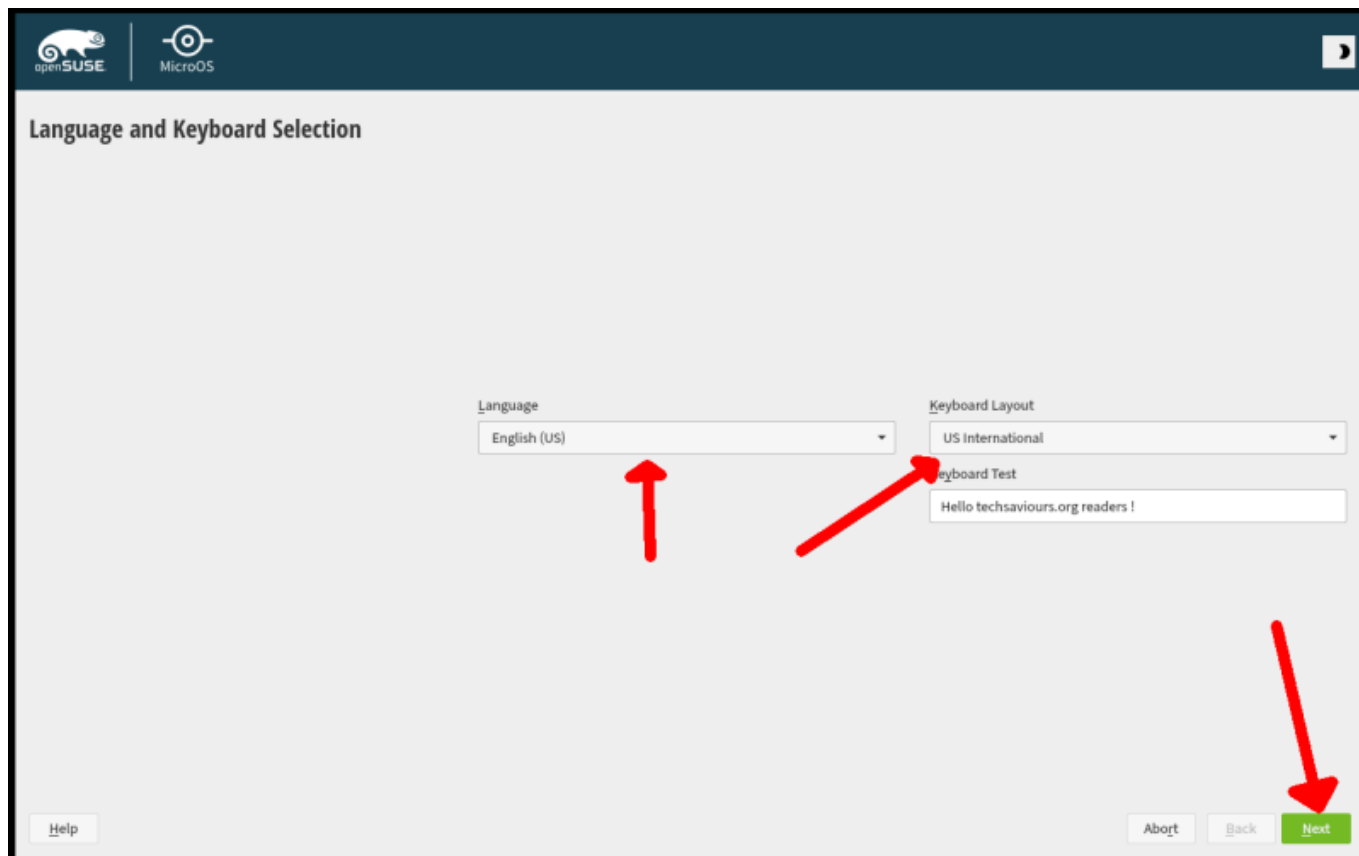 openSUSE
MicroOS
Language and Keyboard Selection
Language
English (US)
Keyboard Layout
US International
eyboard Test
Hello techsaviours.org readers !
Help
Abort
Back
Next